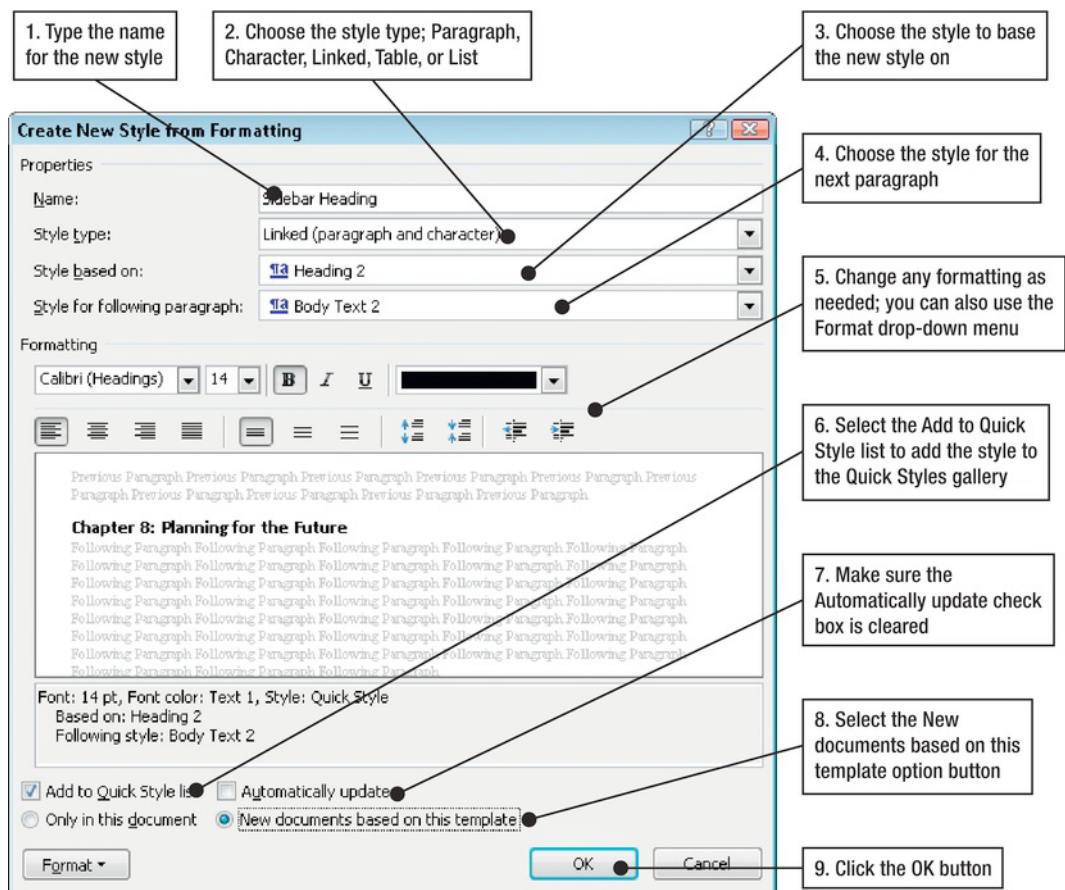 1. Type the name
for the new style
2. Choose the style type; Paragraph,
Character, Linked, Table, or List
3. Choose the style to base
the new style on
Create New Style from Formatting
Properties
Name:
Sidebar Heading
Style type:
Linked (paragraph and character)
Style based on:
Heading 2
Style for following paragraph:
Body Text 2
4. Choose the style for the
next paragraph
5. Change any formatting as
needed; you can also use the
Format drop-down menu
Formatting
Calibri (Headings)
14
B
I
U
6. Select the Add to Quick
Style list to add the style to
the Quick Styles gallery
Previous Paragraph Previous Paragraph Previous Paragraph Previous Paragraph Previous Paragraph Previous
Paragraph Previous Paragraph Previous Paragraph Previous Paragraph Previous Paragraph
Chapter 8: Planning for the Future
Following Paragraph Following Paragraph Following Paragraph Following Paragraph Following Paragraph
Following Paragraph Following Paragraph Following Paragraph Following Paragraph Following Paragraph
Following Paragraph Following Paragraph Following Paragraph Following Paragraph Following Paragraph
Following Paragraph Following Paragraph Following Paragraph Following Paragraph Following Paragraph
Following Paragraph Following Paragraph Following Paragraph Following Paragraph Following Paragraph
Following Paragraph Following Paragraph Following Paragraph Following Paragraph Following Paragraph
Following Paragraph Following Paragraph Following Paragraph Following Paragraph Following Paragraph
Following Paragraph Following Paragraph Following Paragraph
7. Make sure the
Automatically update check
box is cleared
Font: 14 pt, Font color: Text 1, Style: Quick Style
Based on: Heading 2
Following style: Body Text 2
8. Select the New
documents based on this
template option button
Add to Quick Style list
Automatically update
Only in this document
New documents based on this template
Format
OK
Cancel
9. Click the OK button